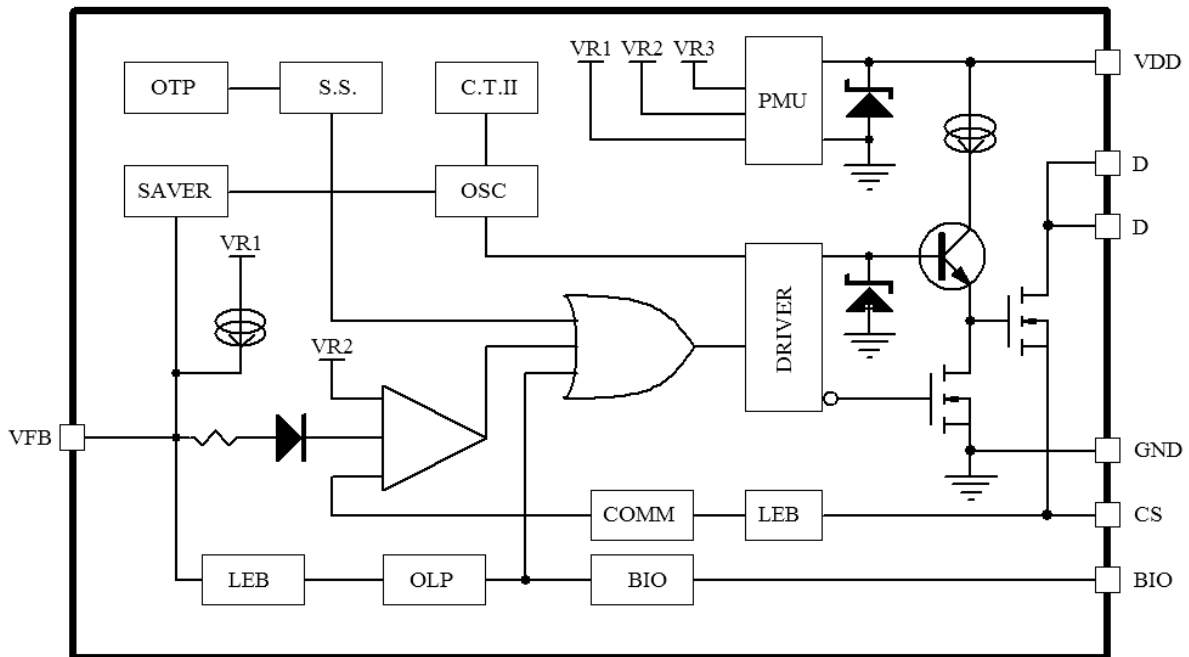 VR1 VR2 VR3
VDD
OTP
S.S.
C.T.II
PMU
D
SAVER
OSC
D
VR1
DRIVER
VR2
VFB
GND
COMM
LEB
CS
LEB
OLP
BIO
BIO